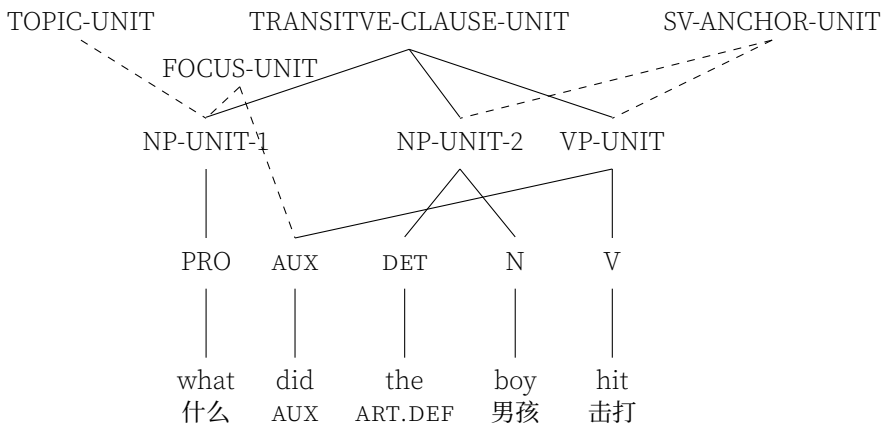 TOPIC-UNIT TRANSITVE-CLAUSE-UNIT SV-ANCHOR-UNIT
FOCUS-UNIT
NP-UNIT-1 NP-UNIT-2 VP-UNIT
PRO AUX DET N V
what did the boy hit
什么 AUX ART.DEF 男孩 击打